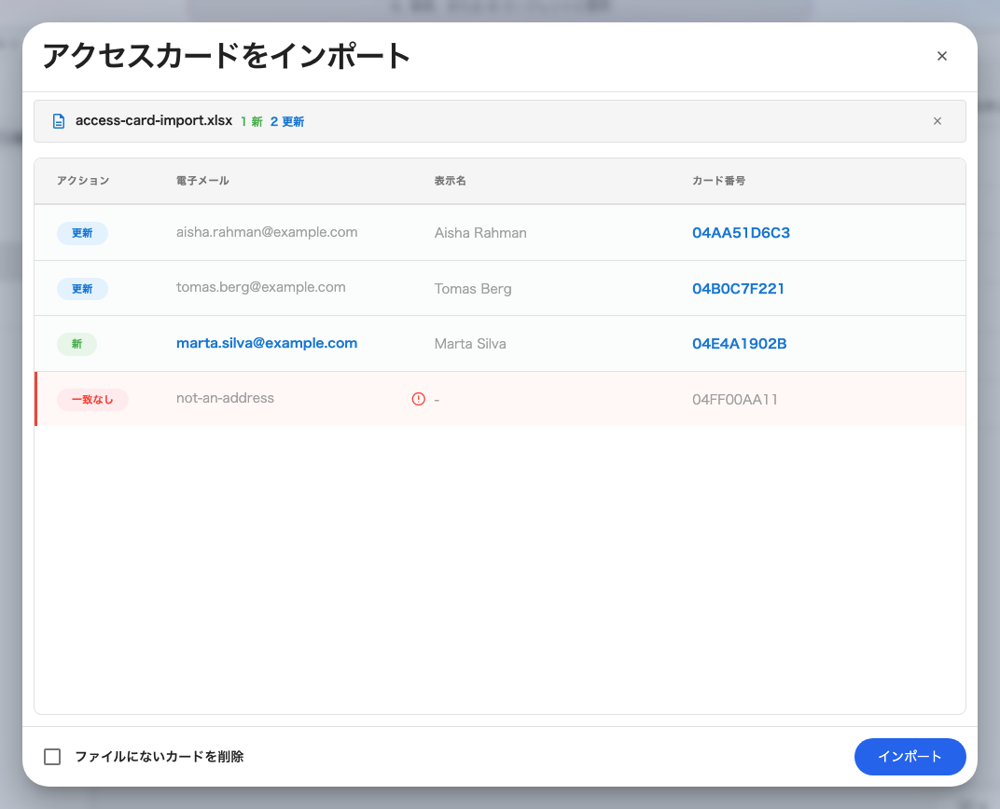 アクセスカードをインポート
access-card-import.xlsx 1 新 2 更新
アクション 電子メール 表示名 カード番号
更新 aisha.rahman@example.com Aisha Rahman 04AA51D6C3
更新 tomas.berg@example.com Tomas Berg 04B0C7F221
新 marta.silva@example.com Marta Silva 04E4A1902B
一致なし not-an-address - 04FF00AA11
ファイルにないカードを削除 インポート